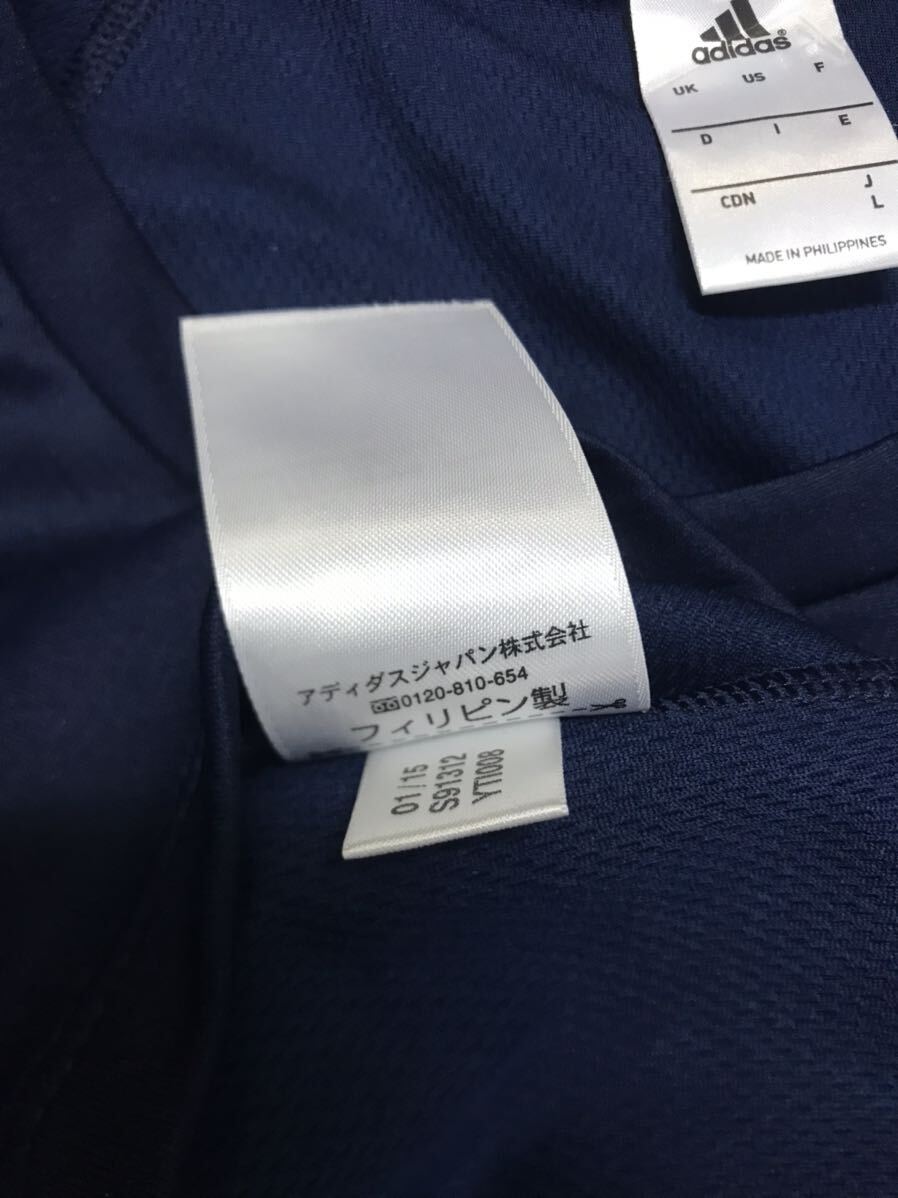 adidas
UK US F
D I E
CDN J
L
MADE IN PHILIPPINES
アディダスジャパン株式会社
0120-810-654
フィリピン製
01/15
S91312
YTI008